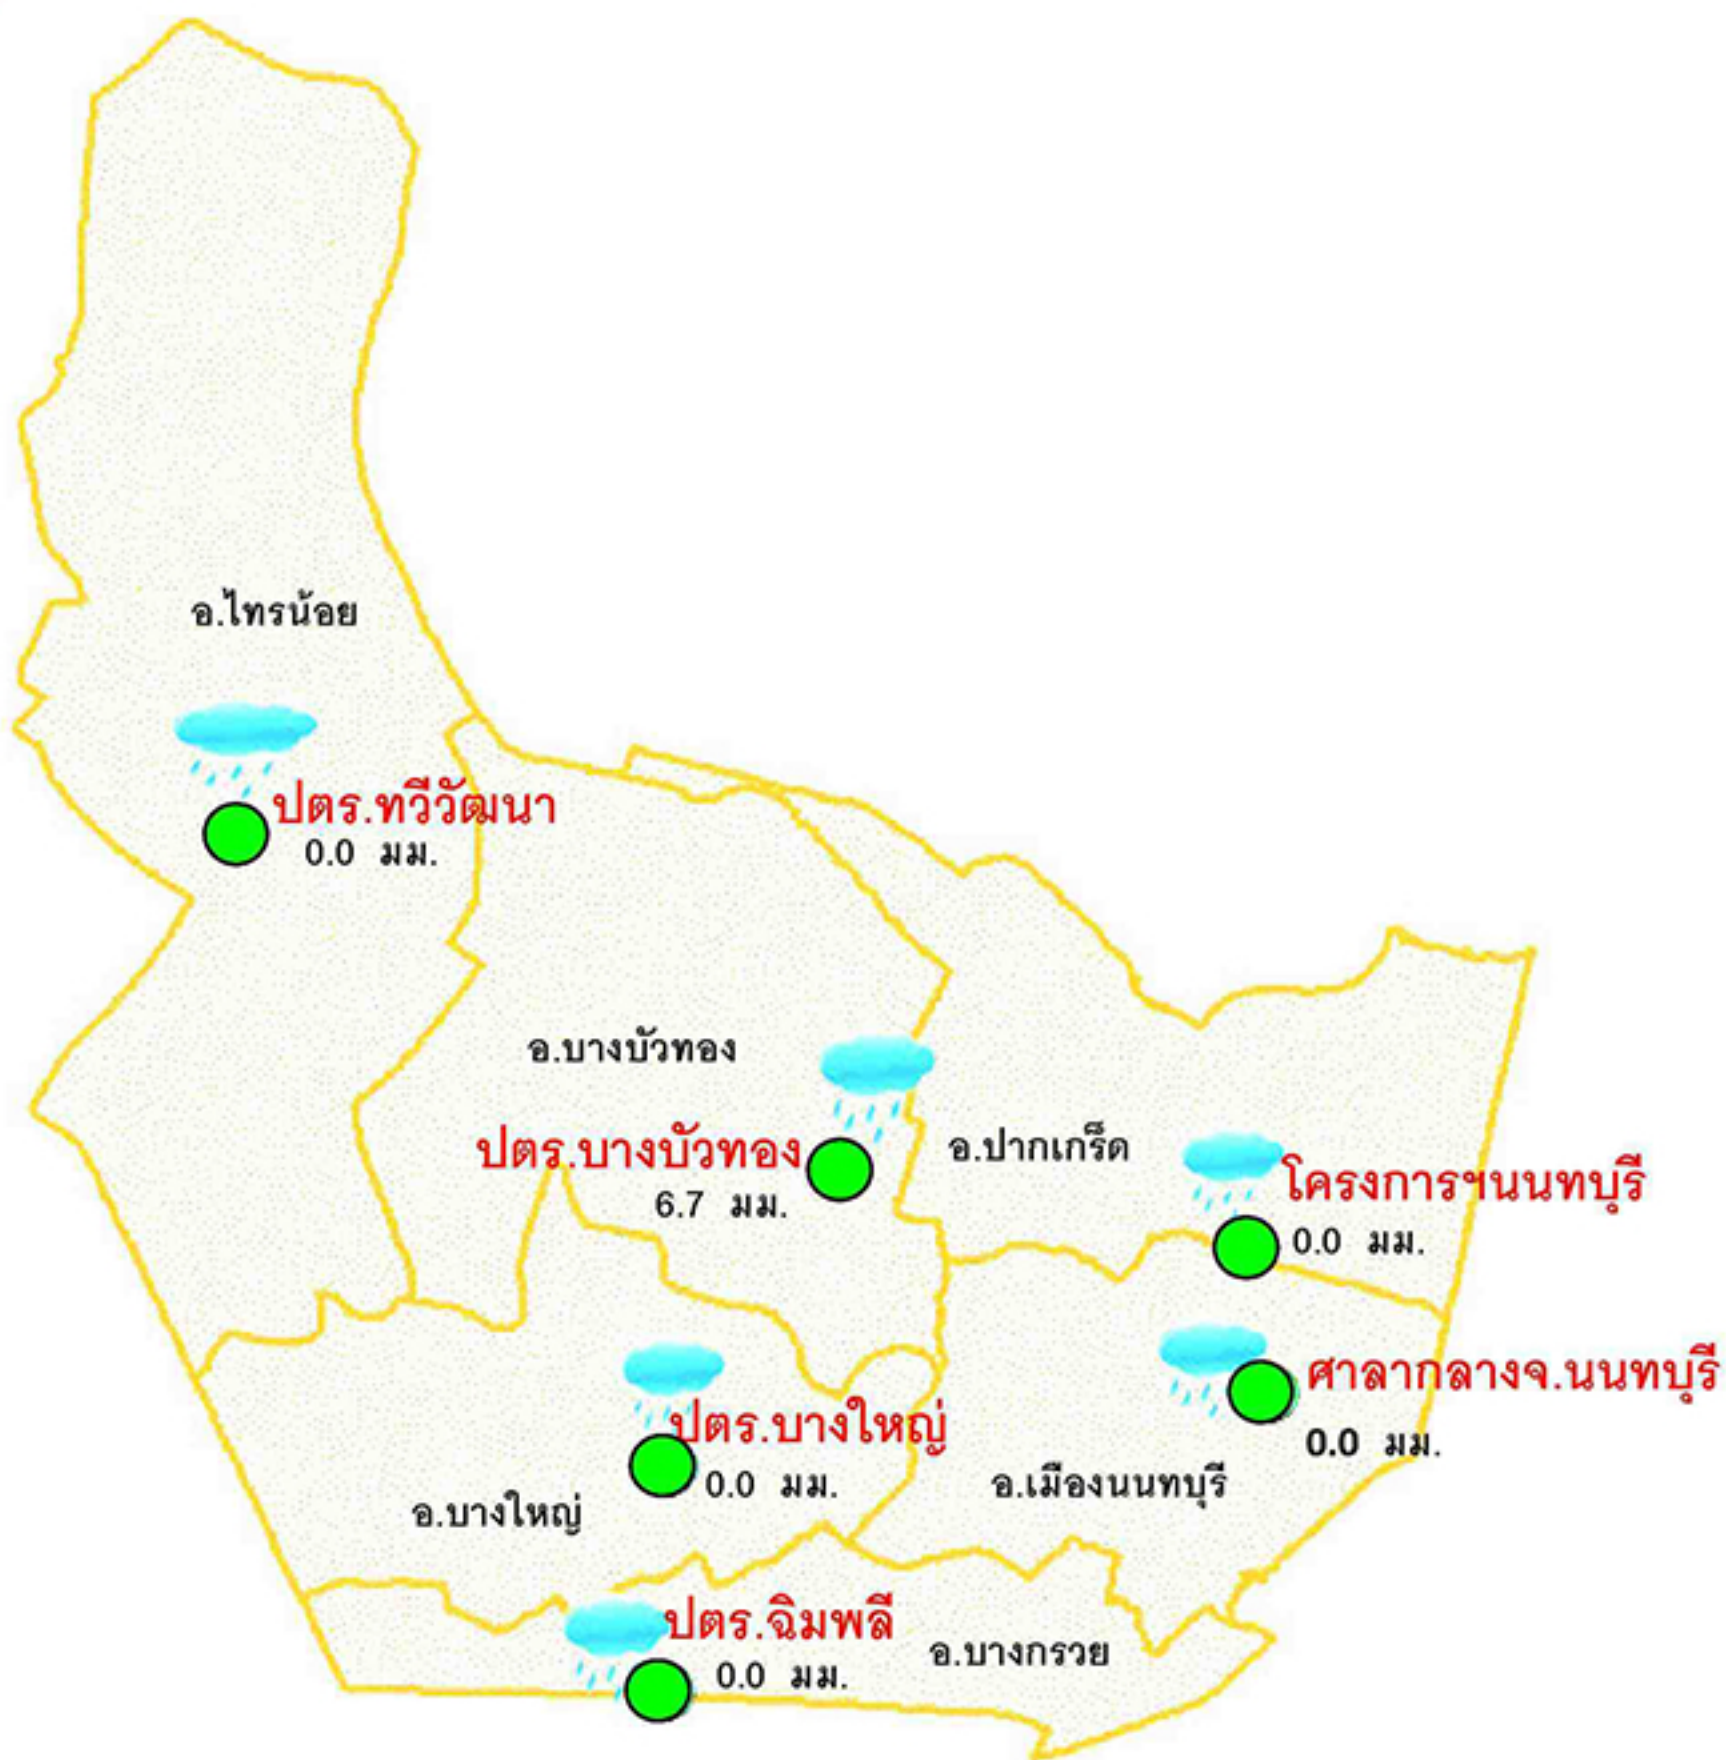 อ.ไทรน้อย
ปตร.ทวีวัฒนา
0.0 มม.
อ.บางบัวทอง
ปตร.บางบัวทอง
6.7 มม.
อ.ปากเกร็ด
โครงการฯนนทบุรี
0.0 มม.
ศาลากลางจ.นนทบุรี
0.0 มม.
ปตร.บางใหญ่
0.0 มม.
อ.เมืองนนทบุรี
อ.บางใหญ่
ปตร.ฉิมพลี
0.0 มม.
อ.บางกรวย